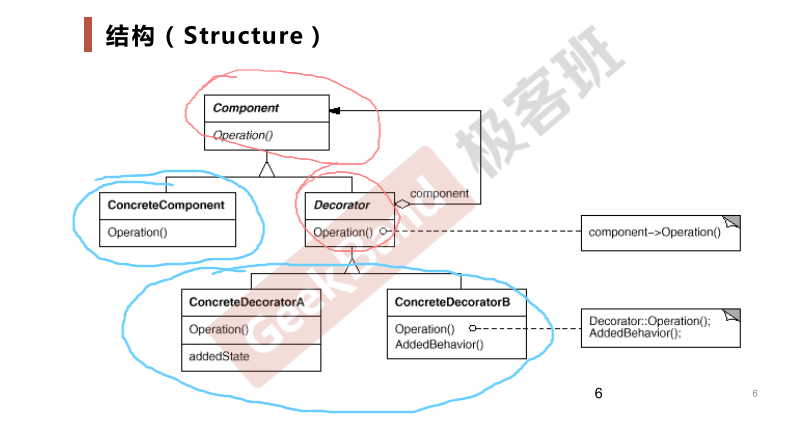 结构（Structure）
Component
Operation()
component
ConcreteComponent
Operation()
Decorator
Operation()
component->Operation()
ConcreteDecoratorA
Operation()
addedState
ConcreteDecoratorB
Operation()
AddedBehavior()
Decorator::Operation();
AddedBehavior();
GeekBand 极客班
6
6